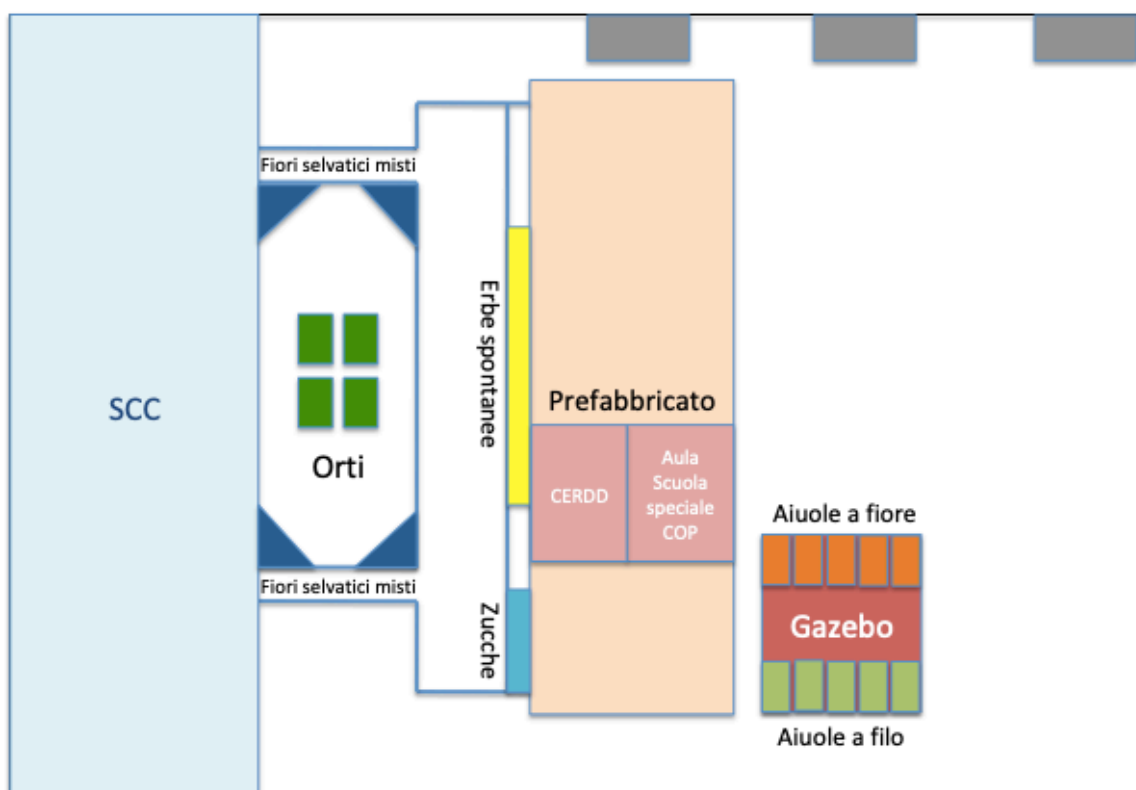 Fiori selvatici misti
Erbe spontanee
Prefabbricato
SCC
Orti
CERDD
Aula
Scuola
speciale
COP
Aiuole a fiore
Fiori selvatici misti
Zucche
Gazebo
Aiuole a filo